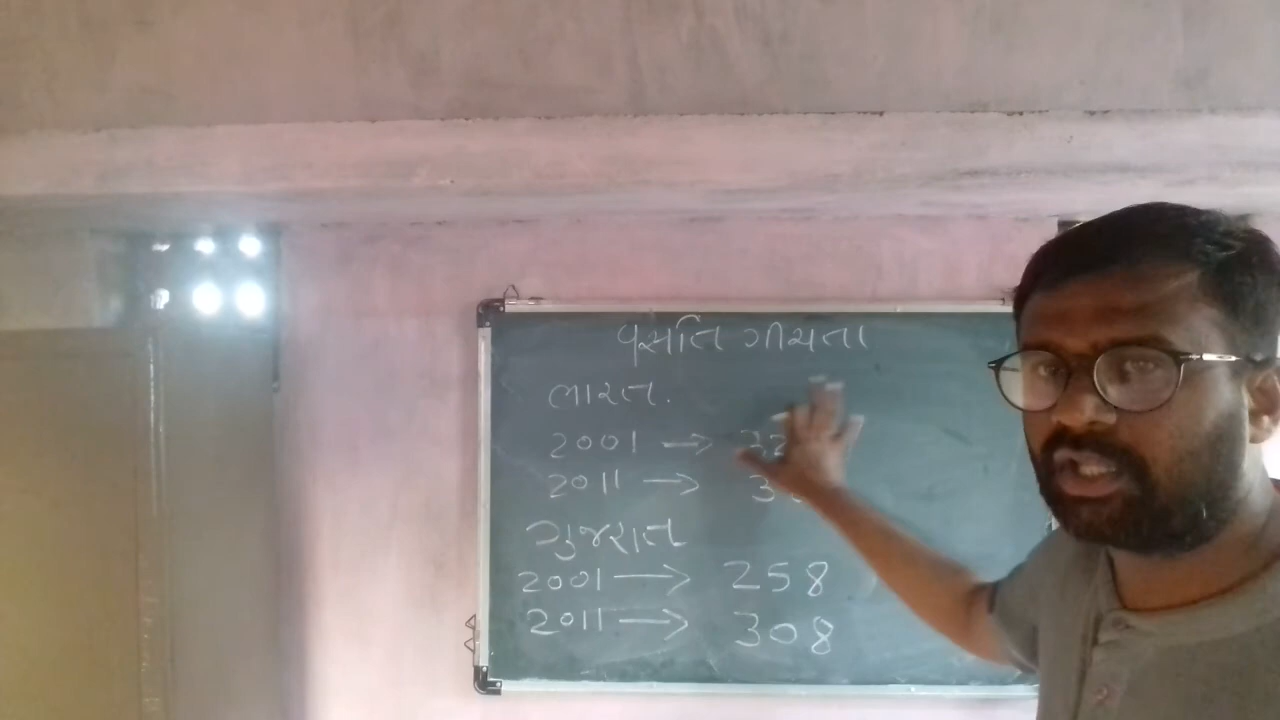 વસતિ ગીચતા
ભારત.
2001 →
2011 →
ગુજરાત
2001 → 258
2011 → 308